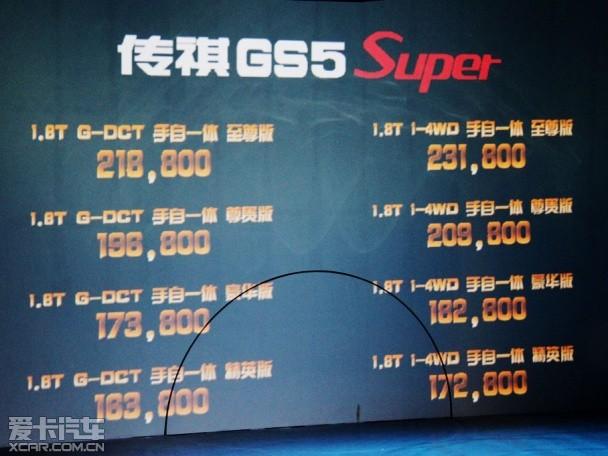 传祺GS5 Super
1.8T G-DCT 手自一体 至尊版
218,800
1.8T i-4WD 手自一体 至尊版
231,800
1.8T G-DCT 手自一体 尊贵版
196,800
1.8T i-4WD 手自一体 尊贵版
209,800
1.8T G-DCT 手自一体 豪华版
173,800
1.8T i-4WD 手自一体 豪华版
182,800
1.8T G-DCT 手自一体 精英版
163,800
1.8T i-4WD 手自一体 精英版
172,800
爱卡汽车
XCAR.COM.CN